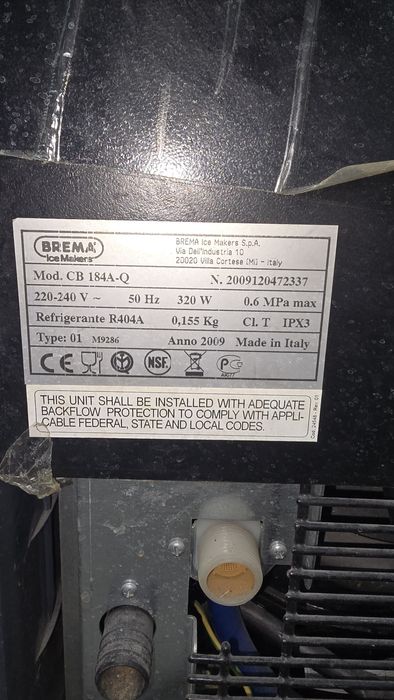 BREMA
Ice Makers
BREMA Ice Makers S.p.A.
Via Dell'Industria 10
20020 Villa Cortese (MI) - Italy
Mod. CB 184A-Q N. 2009120472337
220-240 V ~ 50 Hz 320 W 0.6 MPa max
Refrigerante R404A 0,155 Kg Cl. T IPX3
Type: 01 M9286 Anno 2009 Made in Italy
CE NSF. PG
АЯ77
THIS UNIT SHALL BE INSTALLED WITH ADEQUATE
BACKFLOW PROTECTION TO COMPLY WITH APPLI-
CABLE FEDERAL, STATE AND LOCAL CODES.